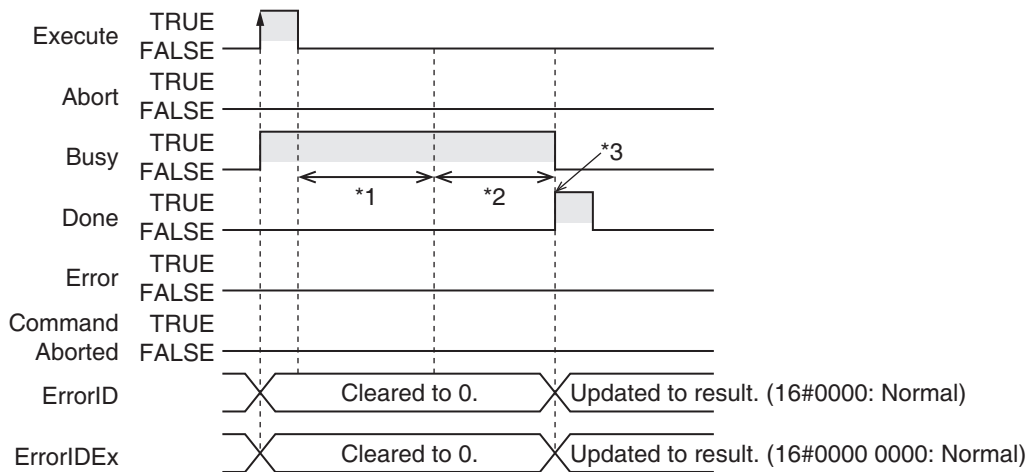 Execute TRUE
FALSE
Abort TRUE
FALSE
Busy TRUE
FALSE
*1 *2 *3
Done TRUE
FALSE
Error TRUE
FALSE
Command TRUE
Aborted FALSE
ErrorID Cleared to 0. Updated to result. (16#0000: Normal)
ErrorIDEx Cleared to 0. Updated to result. (16#0000 0000: Normal)